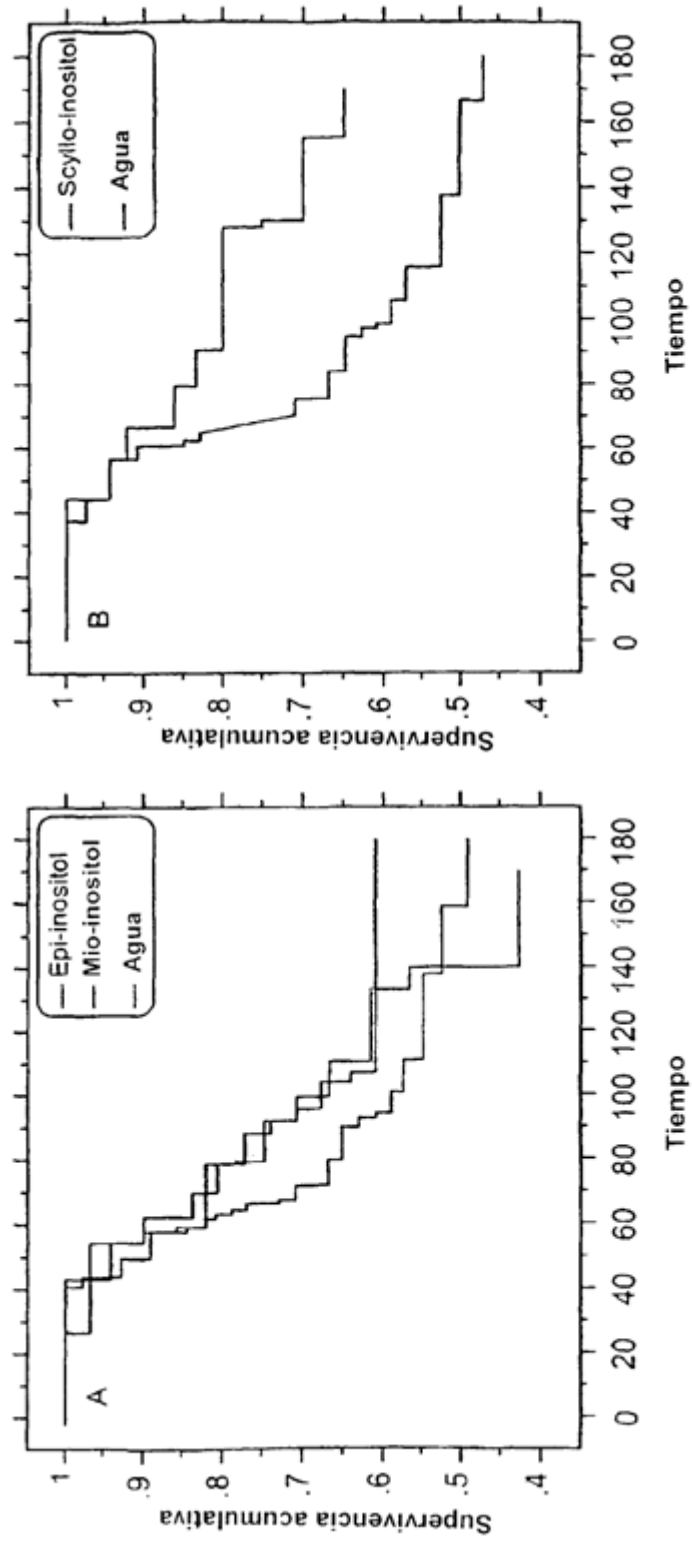 A
Epi-inositol
Mio-inositol
Agua
Supervivencia acumulativa
1
.9
.8
.7
.6
.5
.4
0 20 40 60 80 100 120 140 160 180
Tiempo
B
Scyllo-inositol
Agua
Supervivencia acumulativa
1
.9
.8
.7
.6
.5
.4
0 20 40 60 80 100 120 140 160 180
Tiempo